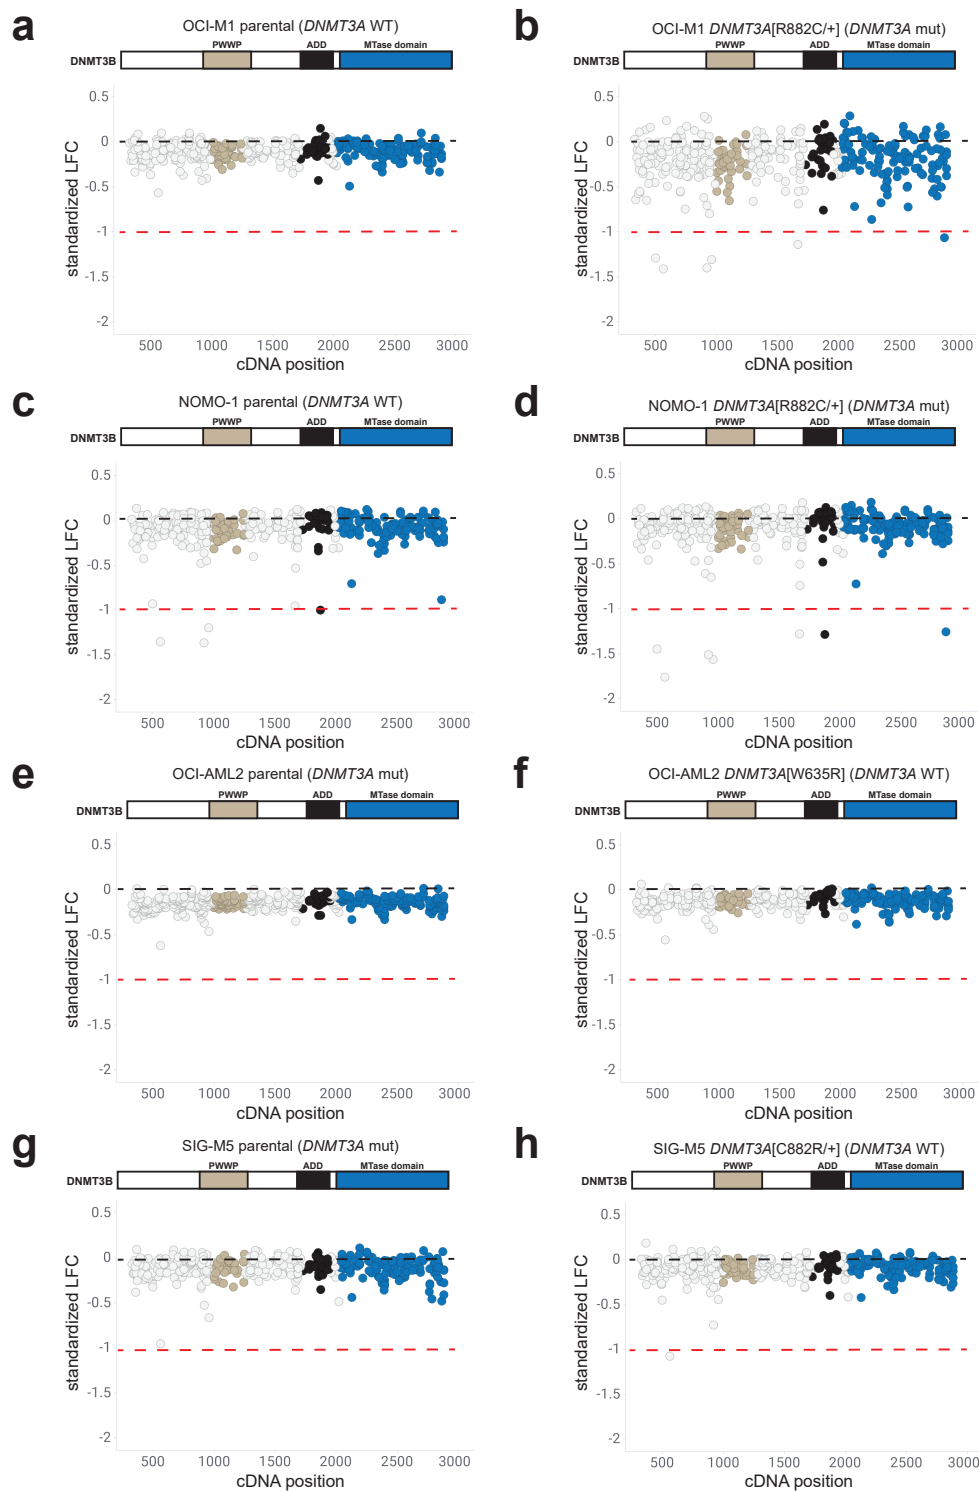 a
OCI-M1 parental (DNMT3A WT)
PWWP ADD MTase domain
DNMT3B
0.5
0
-0.5
-1
-1.5
-2
standardized LFC
500 1000 1500 2000 2500 3000
cDNA position
b
OCI-M1 DNMT3A[R882C/+] (DNMT3A mut)
PWWP ADD MTase domain
DNMT3B
0.5
0
-0.5
-1
-1.5
-2
standardized LFC
500 1000 1500 2000 2500 3000
cDNA position
c
NOMO-1 parental (DNMT3A WT)
PWWP ADD MTase domain
DNMT3B
0.5
0
-0.5
-1
-1.5
-2
standardized LFC
500 1000 1500 2000 2500 3000
cDNA position
d
NOMO-1 DNMT3A[R882C/+] (DNMT3A mut)
PWWP ADD MTase domain
DNMT3B
0.5
0
-0.5
-1
-1.5
-2
standardized LFC
500 1000 1500 2000 2500 3000
cDNA position
e
OCI-AML2 parental (DNMT3A mut)
PWWP ADD MTase domain
DNMT3B
0.5
0
-0.5
-1
-1.5
-2
standardized LFC
500 1000 1500 2000 2500 3000
cDNA position
f
OCI-AML2 DNMT3A[W635R] (DNMT3A WT)
PWWP ADD MTase domain
DNMT3B
0.5
0
-0.5
-1
-1.5
-2
standardized LFC
500 1000 1500 2000 2500 3000
cDNA position
g
SIG-M5 parental (DNMT3A mut)
PWWP ADD MTase domain
DNMT3B
0.5
0
-0.5
-1
-1.5
-2
standardized LFC
500 1000 1500 2000 2500 3000
cDNA position
h
SIG-M5 DNMT3A[C882R/+] (DNMT3A WT)
PWWP ADD MTase domain
DNMT3B
0.5
0
-0.5
-1
-1.5
-2
standardized LFC
500 1000 1500 2000 2500 3000
cDNA position